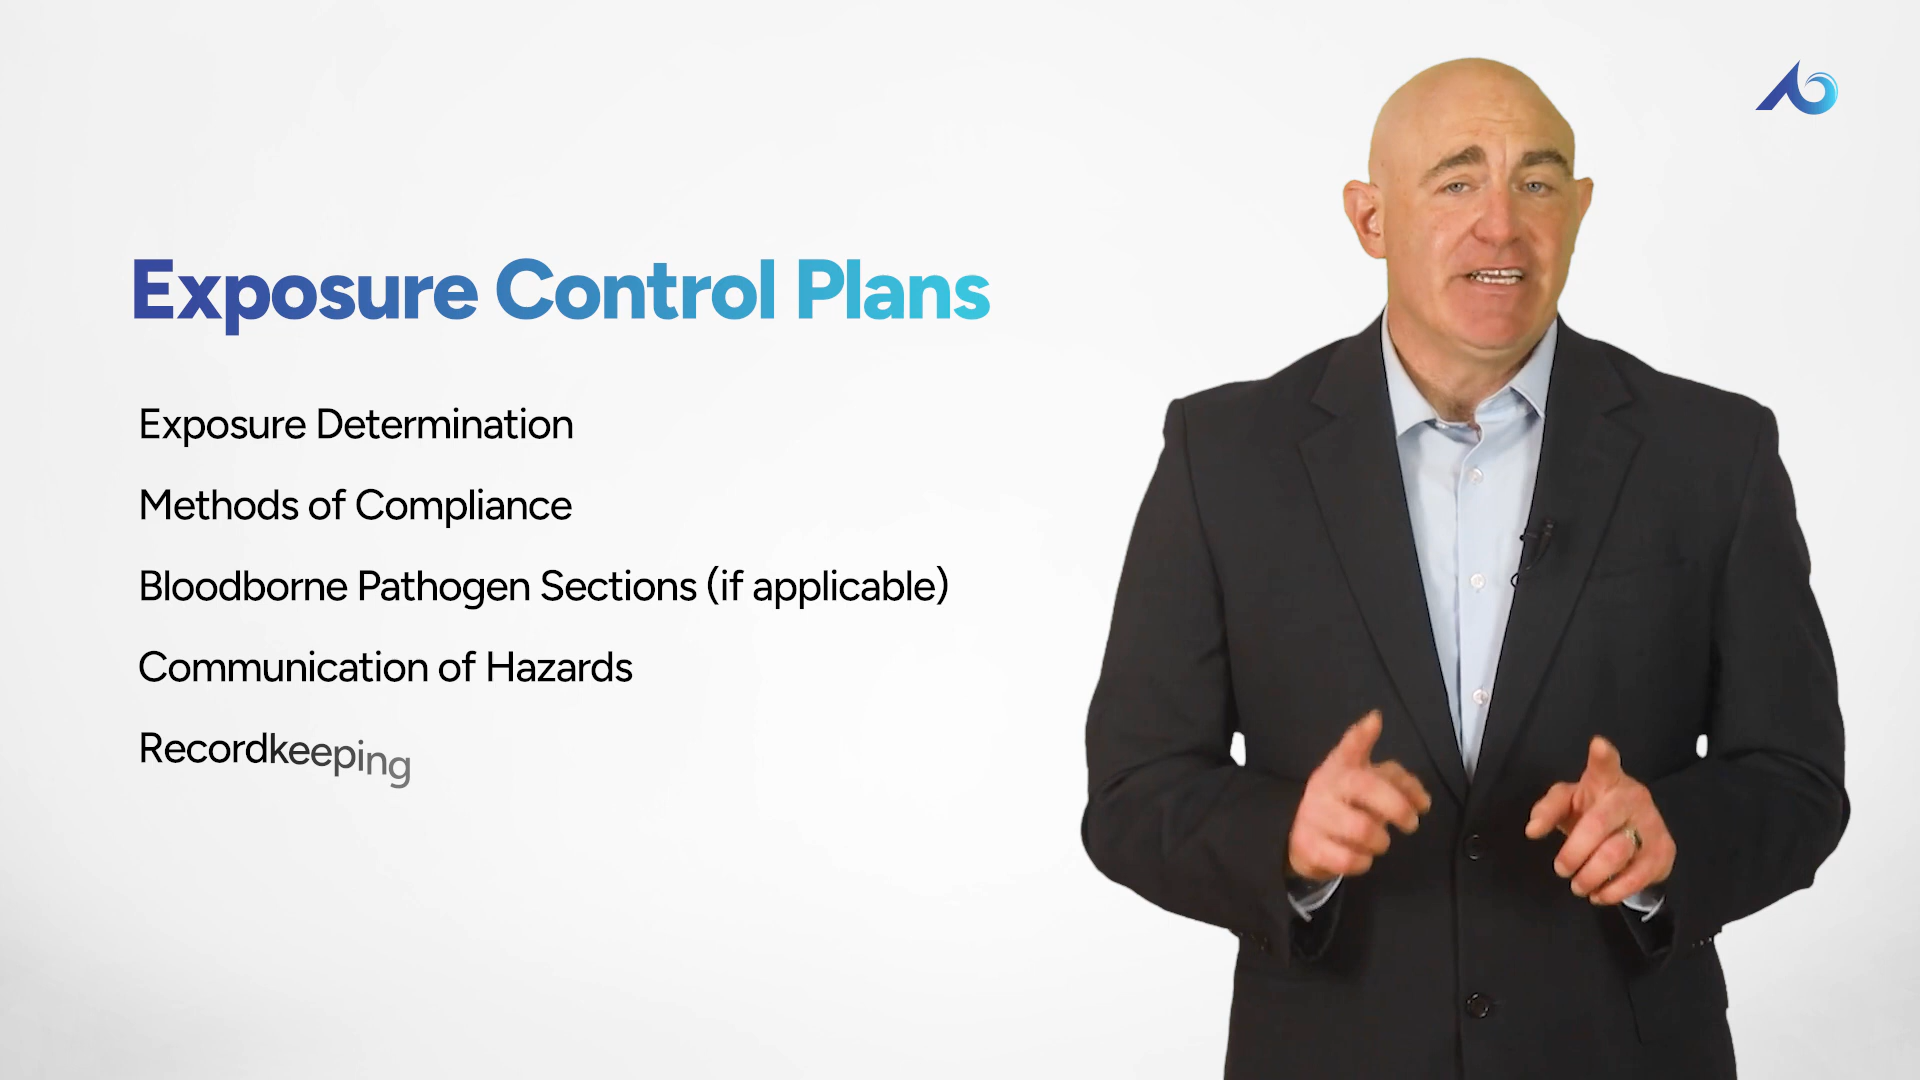 Exposure Control Plans
Exposure Determination
Methods of Compliance
Bloodborne Pathogen Sections (if applicable)
Communication of Hazards
Recordkeeping